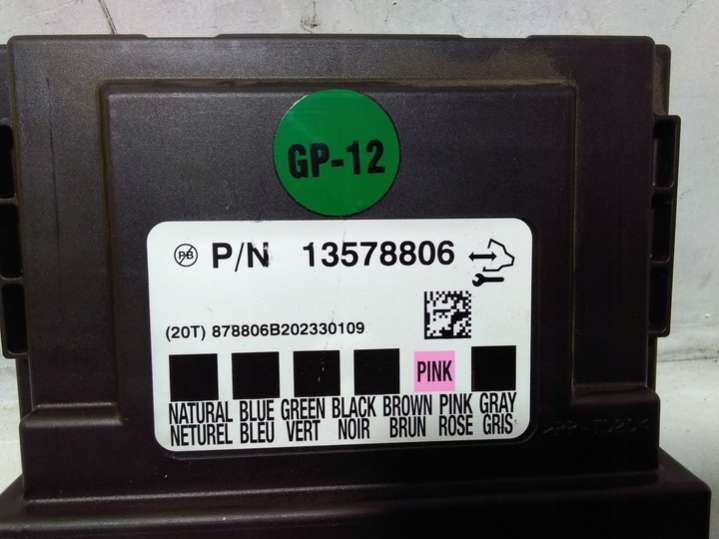 GP-12
PB P/N 13578806
(20T) 878806B202330109
PINK
NATURAL BLUE GREEN BLACK BROWN PINK GRAY
NETUREL BLEU VERT NOIR BRUN ROSE GRIS